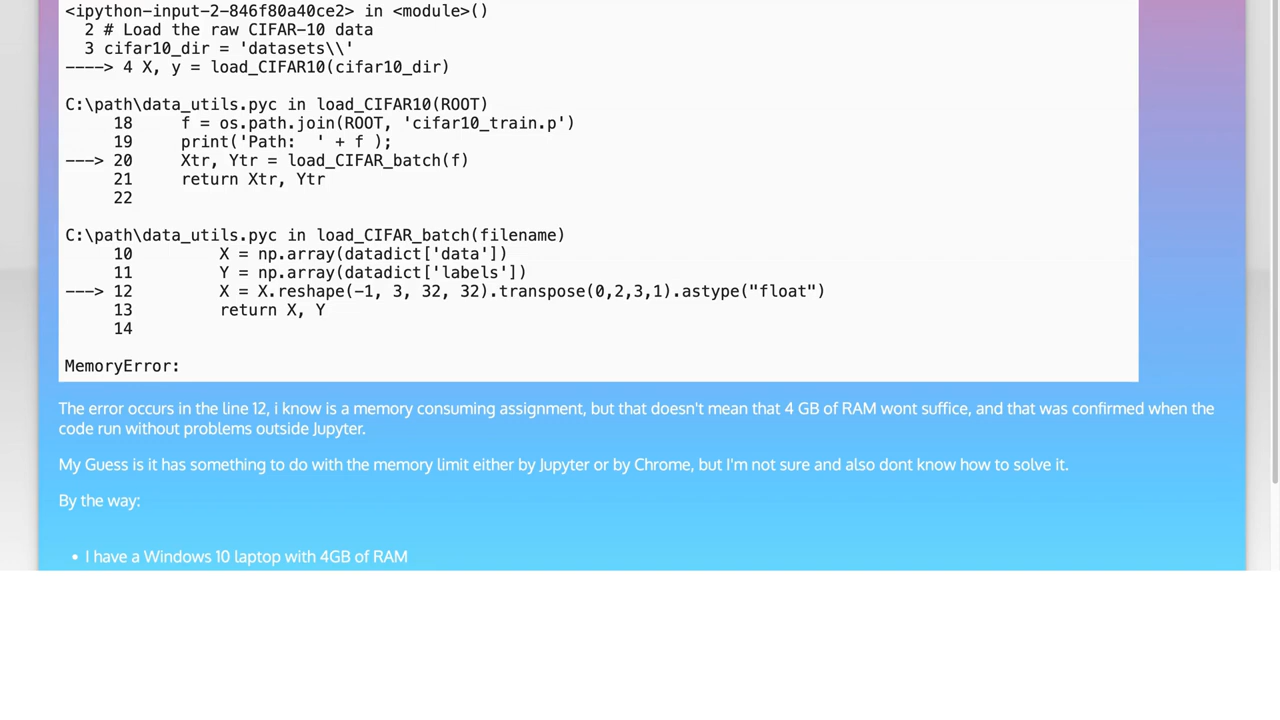 <ipython-input-2-846f80a40ce2> in <module>()
2 # Load the raw CIFAR-10 data
3 cifar10_dir = 'datasets\\'
----> 4 X, y = load_CIFAR10(cifar10_dir)
C:\path\data_utils.pyc in load_CIFAR10(ROOT)
18 f = os.path.join(ROOT, 'cifar10_train.p')
19 print('Path: ' + f );
---> 20 Xtr, Ytr = load_CIFAR_batch(f)
21 return Xtr, Ytr
22
C:\path\data_utils.pyc in load_CIFAR_batch(filename)
10 X = np.array(datadict['data'])
11 Y = np.array(datadict['labels'])
---> 12 X = X.reshape(-1, 3, 32, 32).transpose(0,2,3,1).astype("float")
13 return X, Y
14
MemoryError:
The error occurs in the line 12, i know is a memory consuming assignment, but that doesn't mean that 4 GB of RAM wont suffice, and that was confirmed when the
code run without problems outside Jupyter.
My Guess is it has something to do with the memory limit either by Jupyter or by Chrome, but I'm not sure and also dont know how to solve it.
By the way:
• I have a Windows 10 laptop with 4GB of RAM